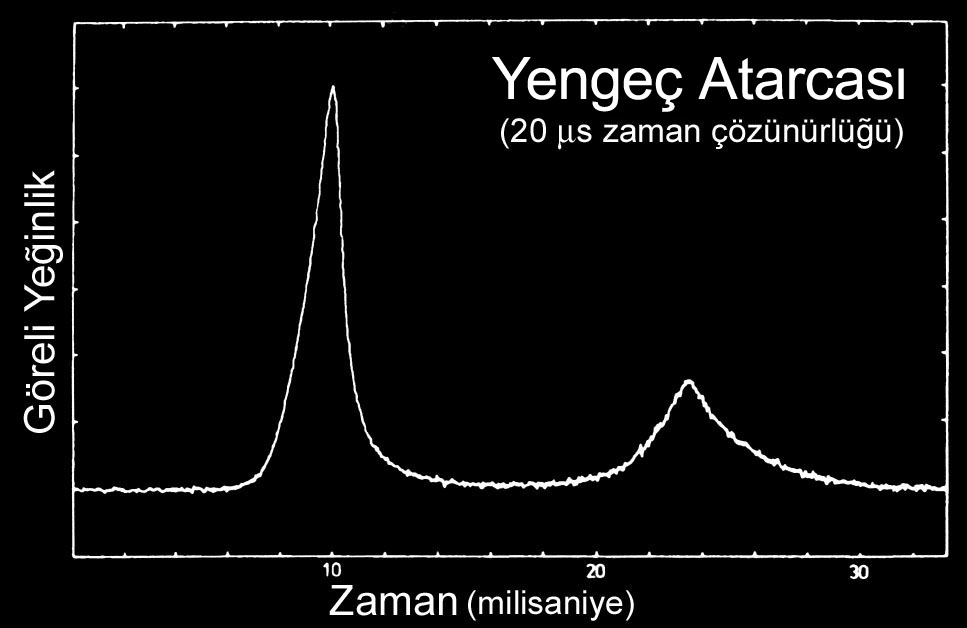 Yengeç Atarcası
(20 μs zaman çözünürlüğü)
Göreli Yeğinlik
10 20 30
Zaman (milisaniye)